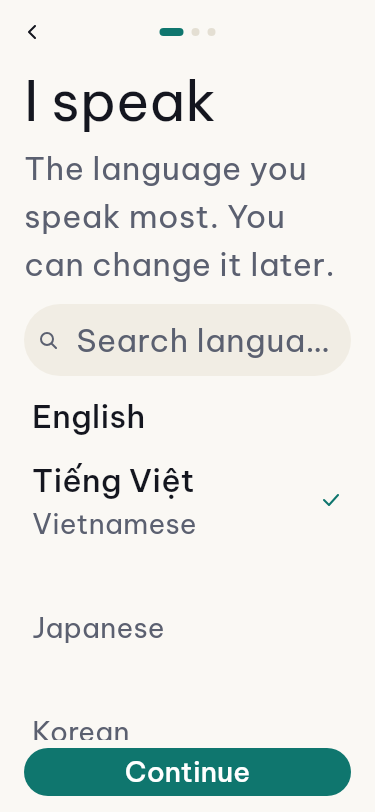 I speak
The language you
speak most. You
can change it later.
Search langua...
English
Tiếng Việt
Vietnamese
Japanese
Korean
Continue